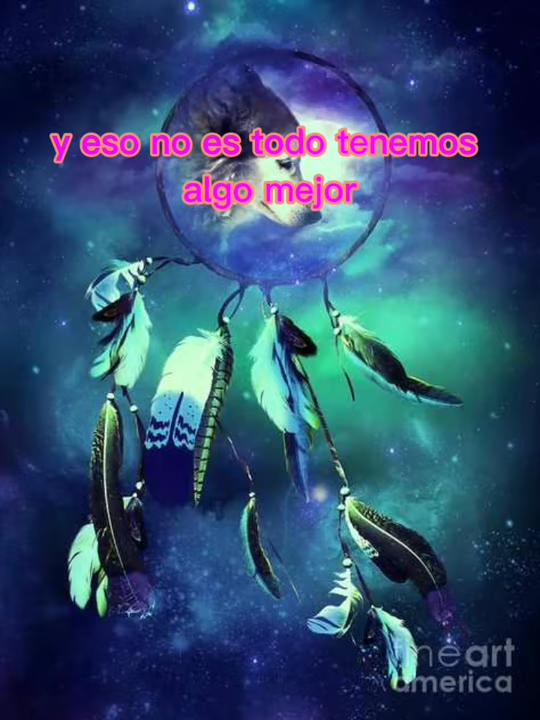 y eso no es todo tenemos
algo mejor
fineart
america